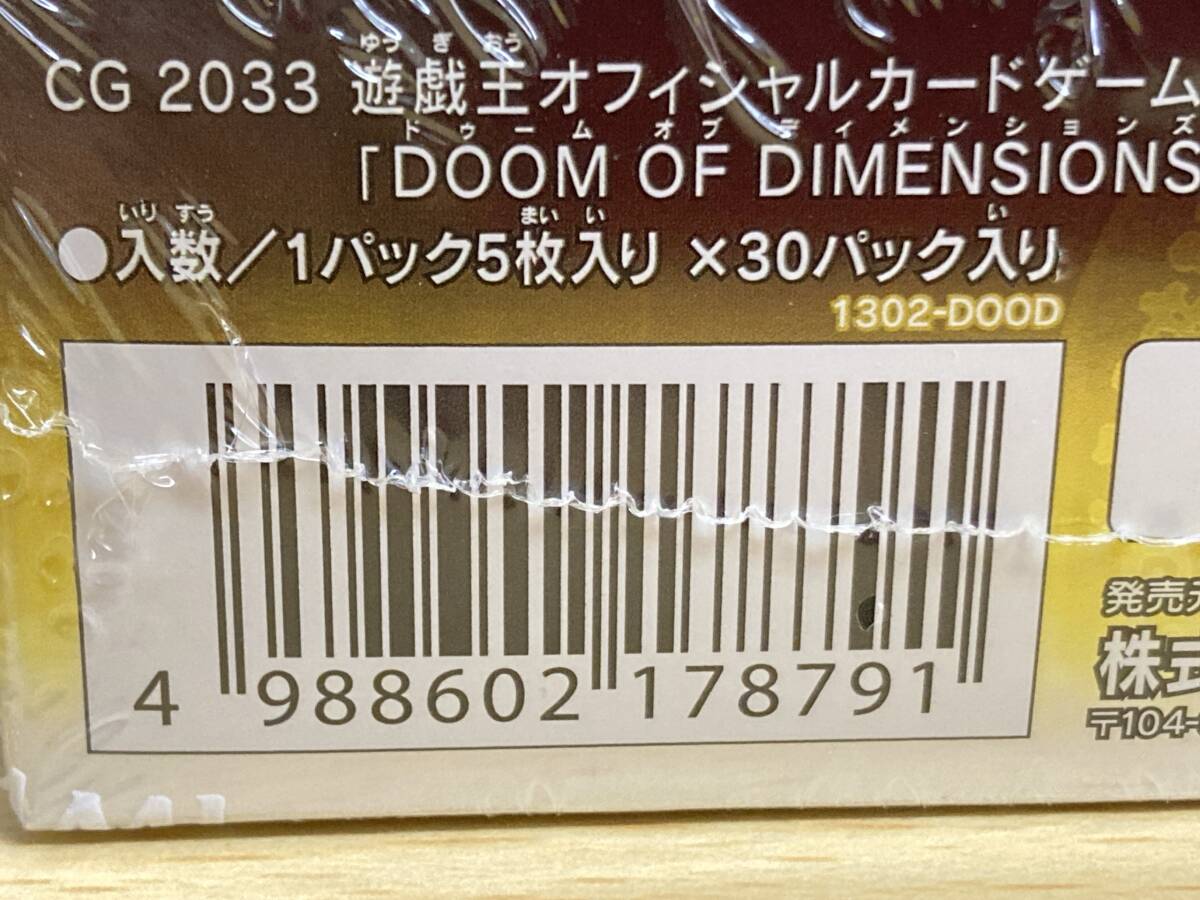 ゆう ぎ おう
CG 2033 遊戯王オフィシャルカードゲーム
ドゥーム オブ ディメンションズ
「DOOM OF DIMENSIONS
いり すう まい い い
●入数/1パック5枚入り ×30パック入り
1302-DOOD
4 988602 178791
発売
株式
〒104-